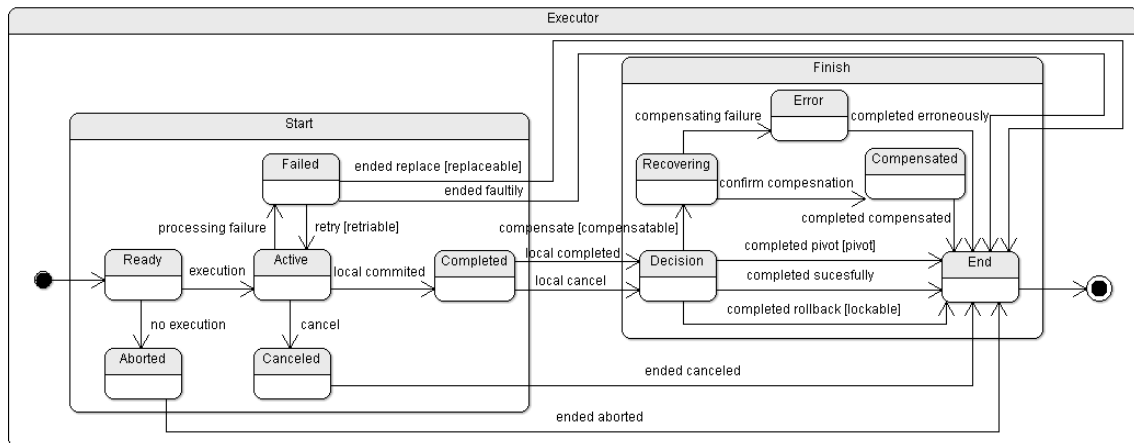 Executor
Finish
Error
compensating failure
completed erroneously
Start
Failed
ended replace [replaceable]
Recovering
Compensated
ended faultily
confirm compesnation
processing failure
retry [retriable]
compensate [compensatable]
completed compensated
Ready
execution
Active
local commited
Completed
local completed
Decision
completed pivot [pivot]
End
local cancel
completed sucesfully
no execution
cancel
completed rollback [lockable]
Aborted
Canceled
ended canceled
ended aborted